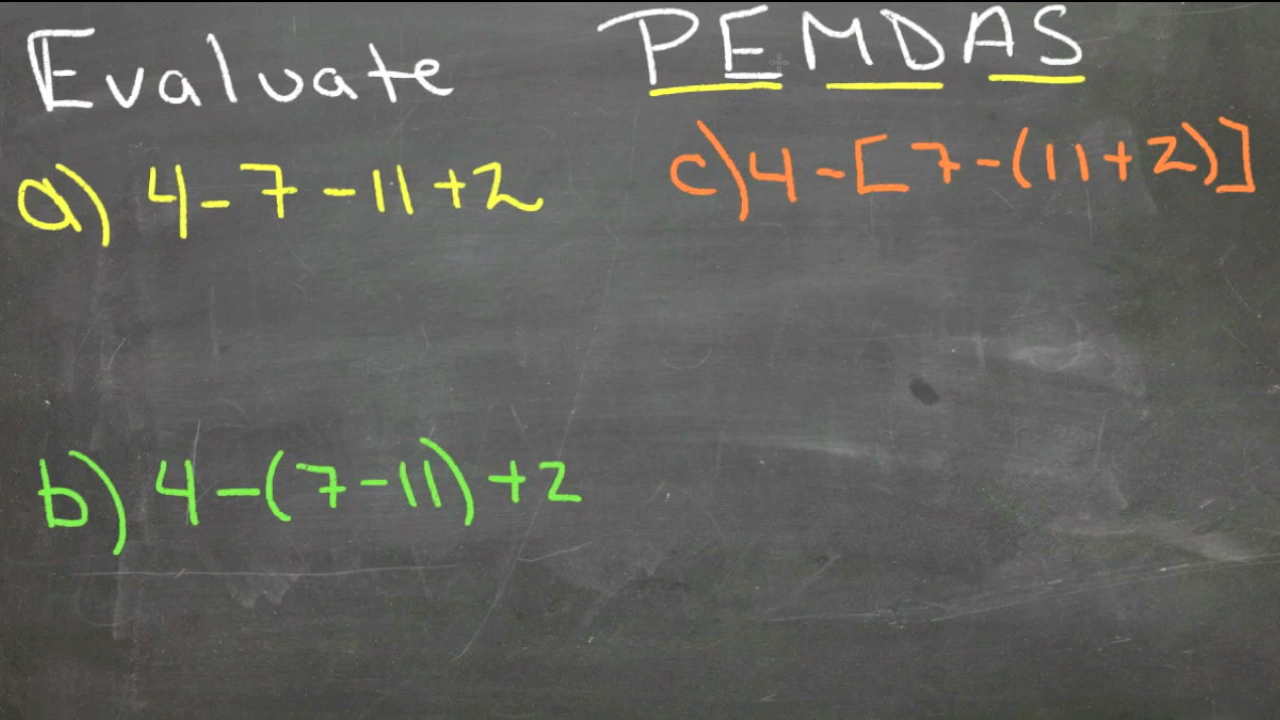 Evaluate
PEMDAS
a) 4-7-11+2
c) 4-[7-(11+2)]
b) 4-(7-11)+2